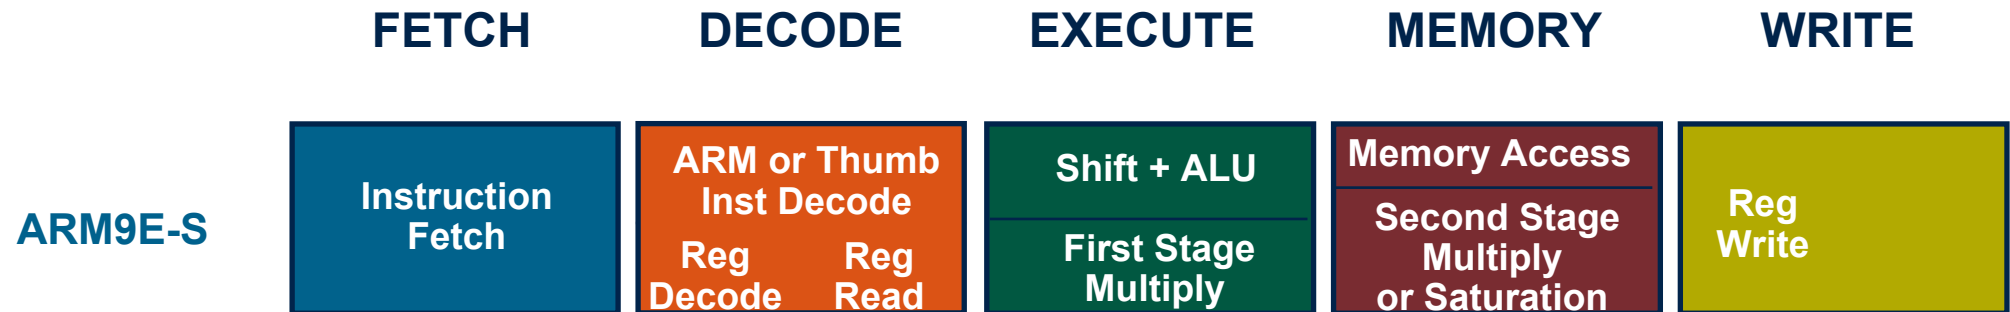 FETCH DECODE EXECUTE MEMORY WRITE
ARM9E-S
Instruction
Fetch
ARM or Thumb
Inst Decode
Reg
Decode
Reg
Read
Shift + ALU
First Stage
Multiply
Memory Access
Second Stage
Multiply
or Saturation
Reg
Write